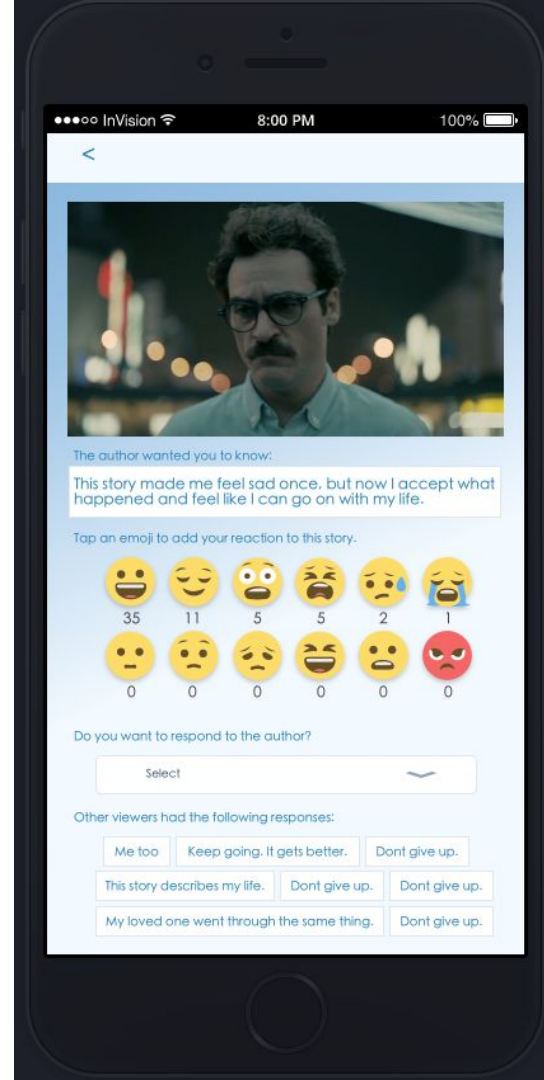 InVision 8:00 PM 100%
<
The author wanted you to know:
This story made me feel sad once, but now I accept what
happened and feel like I can go on with my life.
Tap an emoji to add your reaction to this story.
35 11 5 5 2 1
0 0 0 0 0 0
Do you want to respond to the author?
Select
Other viewers had the following responses:
Me too Keep going. It gets better. Dont give up.
This story describes my life. Dont give up. Dont give up.
My loved one went through the same thing. Dont give up.